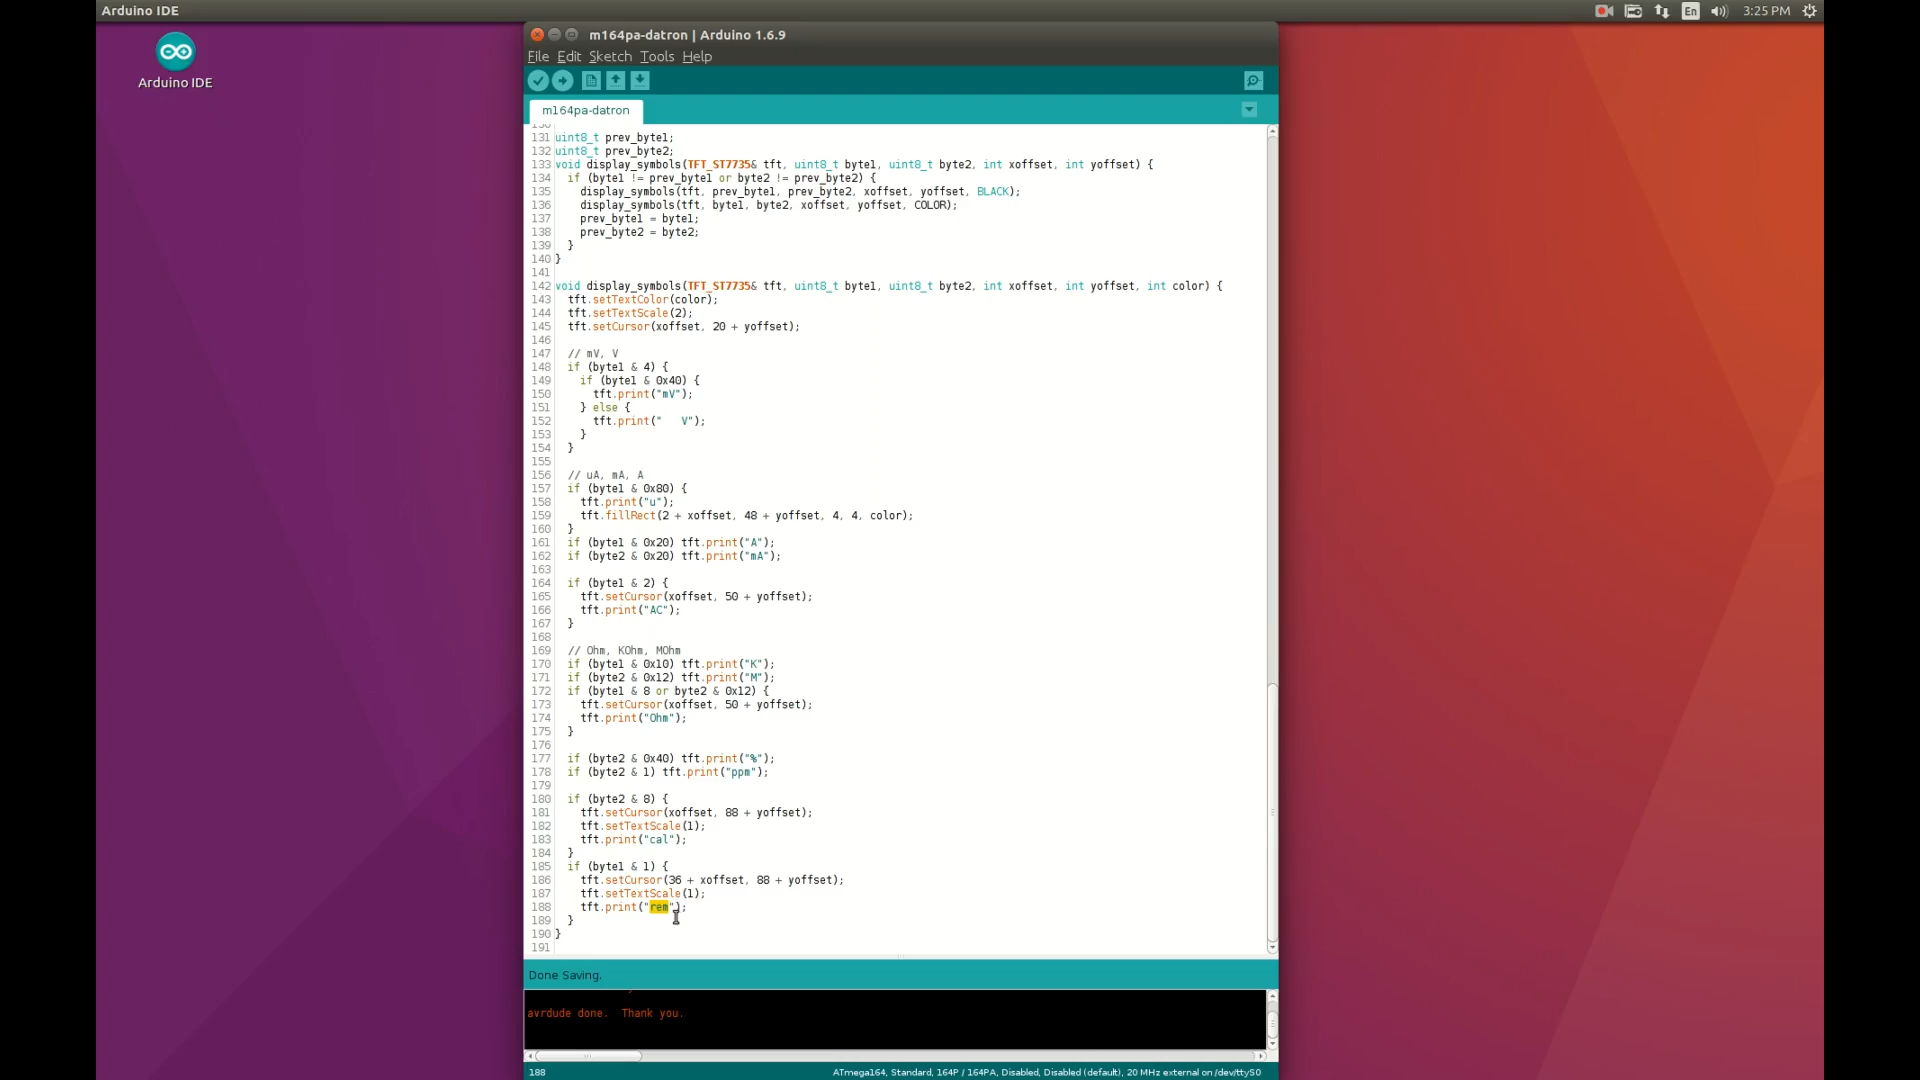 Arduino IDE
En
3:25 PM
Arduino IDE
m164pa-datron | Arduino 1.6.9
File Edit Sketch Tools Help
m164pa-datron
130
131 uint8_t prev_byte1;
132 uint8_t prev_byte2;
133 void display_symbols(TFT_ST7735& tft, uint8_t byte1, uint8_t byte2, int xoffset, int yoffset) {
134 if (byte1 != prev_byte1 or byte2 != prev_byte2) {
135 display_symbols(tft, prev_byte1, prev_byte2, xoffset, yoffset, BLACK);
136 display_symbols(tft, byte1, byte2, xoffset, yoffset, COLOR);
137 prev_byte1 = byte1;
138 prev_byte2 = byte2;
139 }
140 }
141
142 void display_symbols(TFT_ST7735& tft, uint8_t byte1, uint8_t byte2, int xoffset, int yoffset, int color) {
143 tft.setTextColor(color);
144 tft.setTextScale(2);
145 tft.setCursor(xoffset, 20 + yoffset);
146
147 // mV, V
148 if (byte1 & 4) {
149 if (byte1 & 0x40) {
150 tft.print("mV");
151 } else {
152 tft.print("   V");
153 }
154 }
155
156 // uA, mA, A
157 if (byte1 & 0x80) {
158 tft.print("u");
159 tft.fillRect(2 + xoffset, 48 + yoffset, 4, 4, color);
160 }
161 if (byte1 & 0x20) tft.print("A");
162 if (byte2 & 0x20) tft.print("mA");
163
164 if (byte1 & 2) {
165 tft.setCursor(xoffset, 50 + yoffset);
166 tft.print("AC");
167 }
168
169 // Ohm, KOhm, MOhm
170 if (byte1 & 0x10) tft.print("K");
171 if (byte2 & 0x12) tft.print("M");
172 if (byte1 & 8 or byte2 & 0x12) {
173 tft.setCursor(xoffset, 50 + yoffset);
174 tft.print("Ohm");
175 }
176
177 if (byte2 & 0x40) tft.print("%");
178 if (byte2 & 1) tft.print("ppm");
179
180 if (byte2 & 8) {
181 tft.setCursor(xoffset, 88 + yoffset);
182 tft.setTextScale(1);
183 tft.print("cal");
184 }
185 if (byte1 & 1) {
186 tft.setCursor(36 + xoffset, 88 + yoffset);
187 tft.setTextScale(1);
188 tft.print("rem");
189 }
190 }
191
Done Saving.
avrdude done.  Thank you.
188
ATmega164, Standard, 164P / 164PA, Disabled, Disabled (default), 20 MHz external on /dev/ttyS0